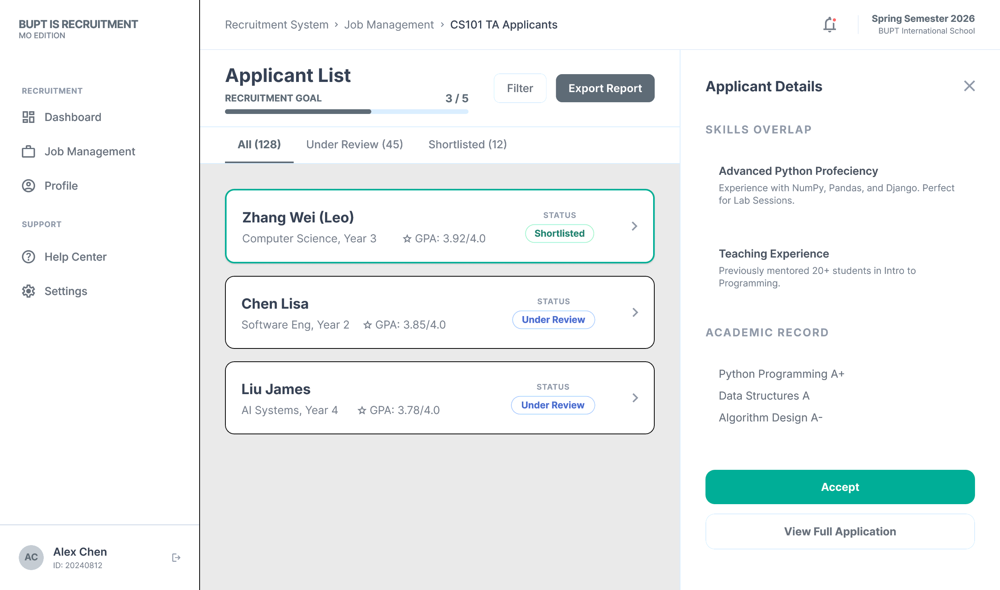 BUPT IS RECRUITMENT
MO EDITION
RECRUITMENT
Dashboard
Job Management
Profile
SUPPORT
Help Center
Settings
AC
Alex Chen
ID: 20240812
Recruitment System › Job Management › CS101 TA Applicants
Spring Semester 2026
BUPT International School
Applicant List
RECRUITMENT GOAL 3 / 5
Filter
Export Report
All (128) Under Review (45) Shortlisted (12)
Zhang Wei (Leo)
Computer Science, Year 3 GPA: 3.92/4.0
STATUS
Shortlisted
Chen Lisa
Software Eng, Year 2 GPA: 3.85/4.0
STATUS
Under Review
Liu James
AI Systems, Year 4 GPA: 3.78/4.0
STATUS
Under Review
Applicant Details
SKILLS OVERLAP
Advanced Python Profeciency
Experience with NumPy, Pandas, and Django. Perfect
for Lab Sessions.
Teaching Experience
Previously mentored 20+ students in Intro to
Programming.
ACADEMIC RECORD
Python Programming A+
Data Structures A
Algorithm Design A-
Accept
View Full Application